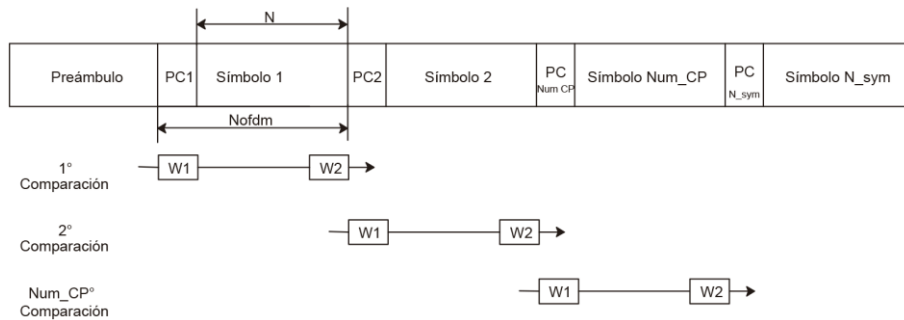 N
Preámbulo PC1 Símbolo 1 PC2 Símbolo 2 PC Num CP Símbolo Num_CP PC N_sym Símbolo N_sym
Nofdm
1°
Comparación
W1 W2
2°
Comparación
W1 W2
Num_CP°
Comparación
W1 W2